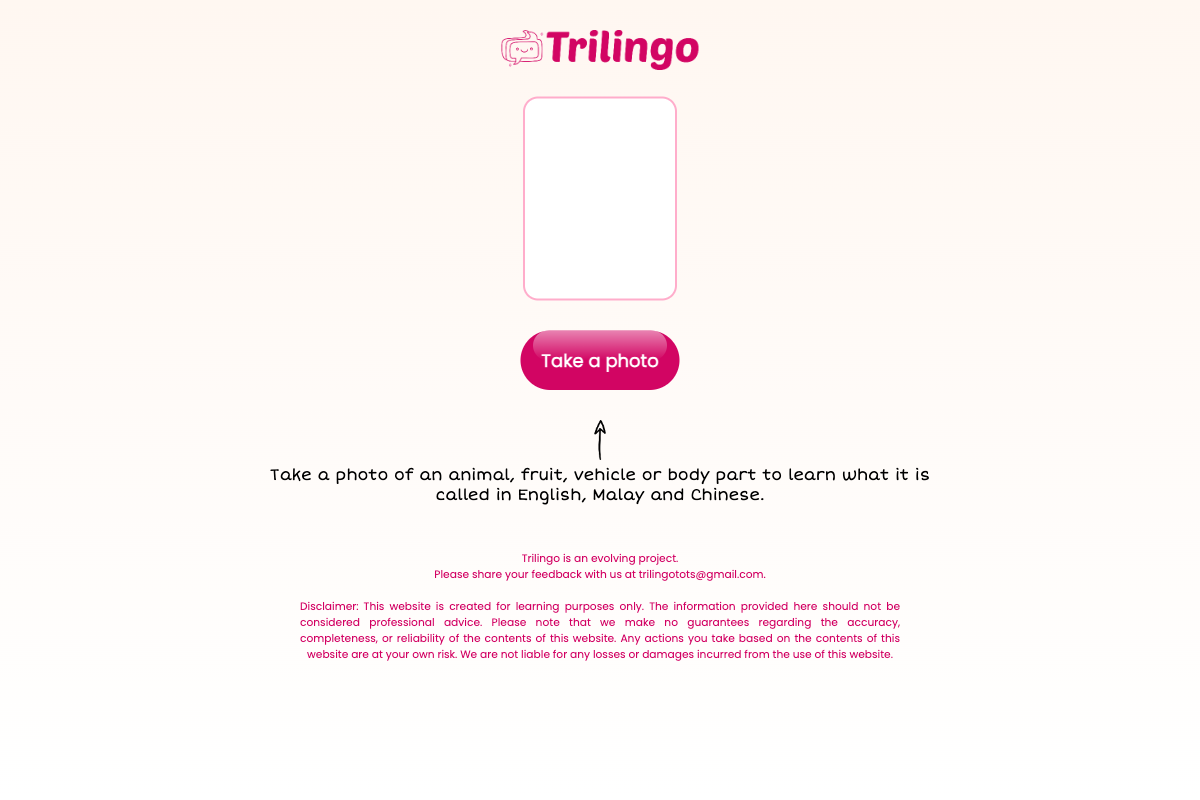 Trilingo
Take a photo
Take a photo of an animal, fruit, vehicle or body part to learn what it is
called in English, Malay and Chinese.
Trilingo is an evolving project.
Please share your feedback with us at trilingotots@gmail.com.
Disclaimer: This website is created for learning purposes only. The information provided here should not be
considered professional advice. Please note that we make no guarantees regarding the accuracy,
completeness, or reliability of the contents of this website. Any actions you take based on the contents of this
website are at your own risk. We are not liable for any losses or damages incurred from the use of this website.